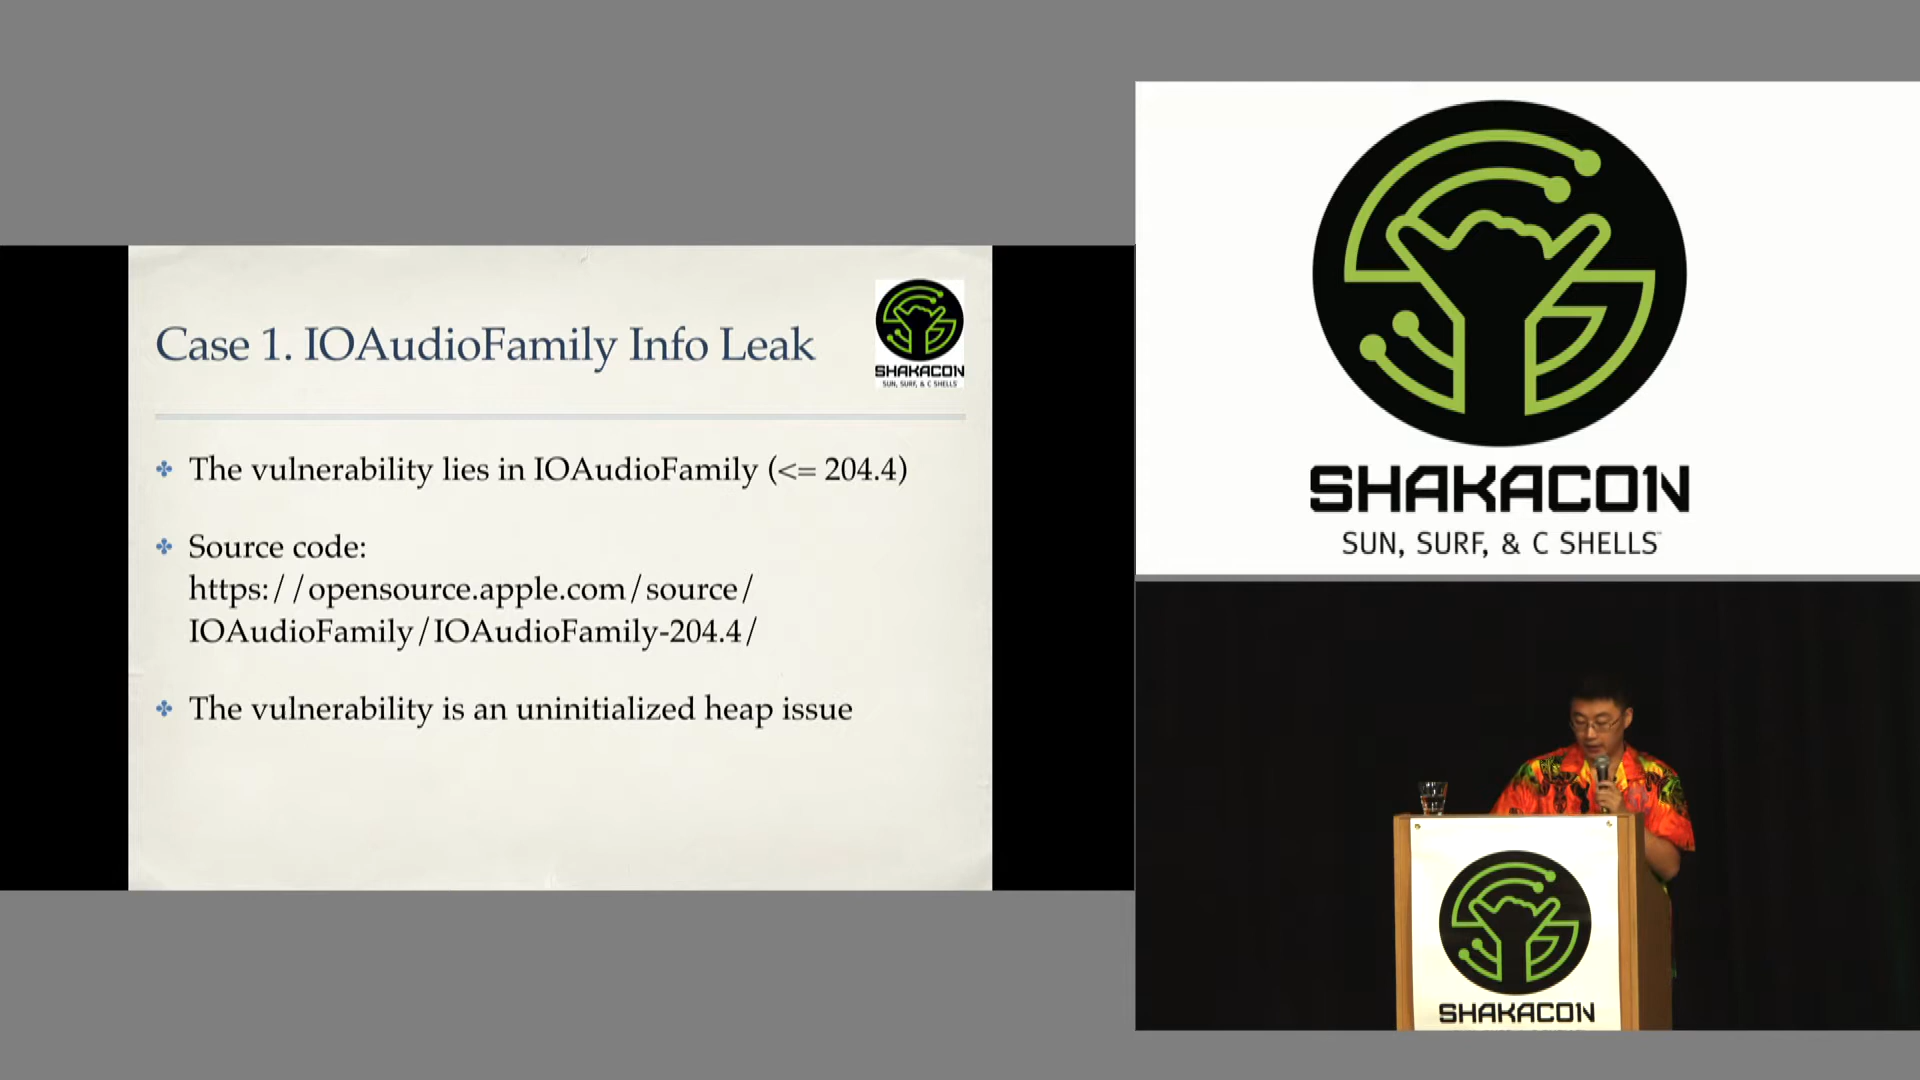 Case 1. IOAudioFamily Info Leak
SHAKACON
SUN, SURF, & C SHELLS
The vulnerability lies in IOAudioFamily (<= 204.4)
Source code:
https://opensource.apple.com/source/
IOAudioFamily/IOAudioFamily-204.4/
The vulnerability is an uninitialized heap issue
SHAKACON
SUN, SURF, & C SHELLS™
SHAKACON